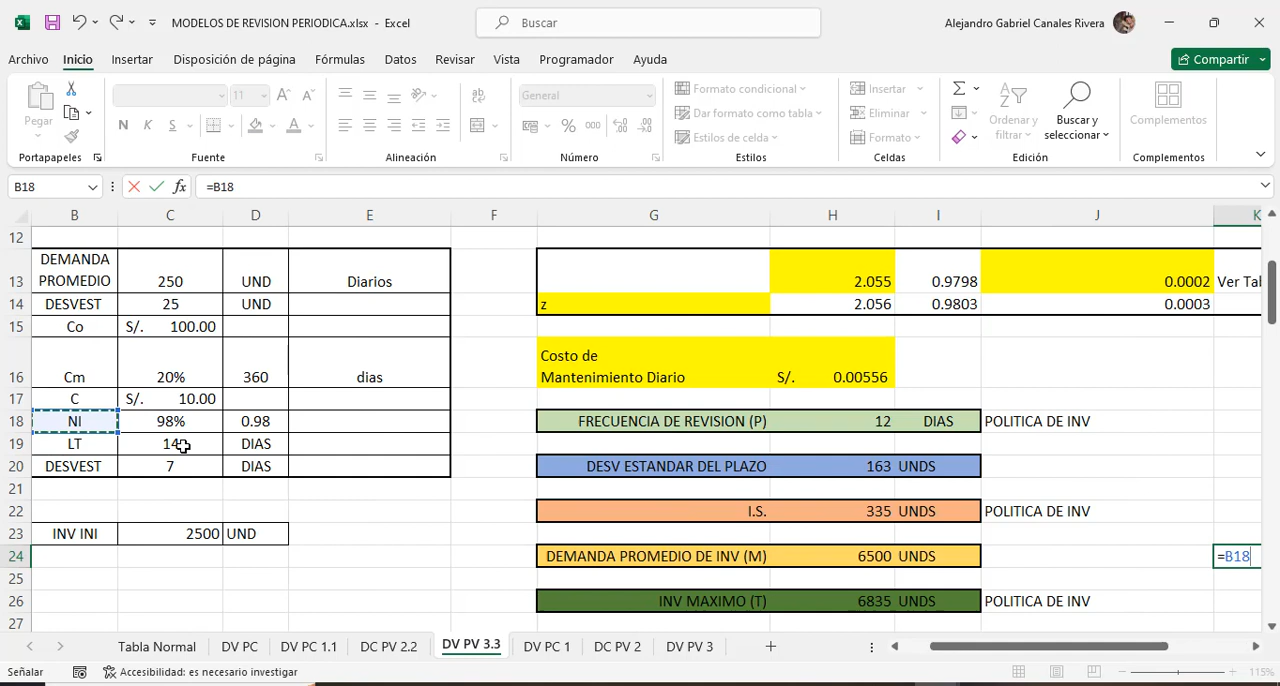 MODELOS DE REVISION PERIODICA.xlsx - Excel
Buscar
Alejandro Gabriel Canales Rivera
Archivo Inicio Insertar Disposición de página Fórmulas Datos Revisar Vista Programador Ayuda
Compartir
Pegar
11
N K S A A
ab
General
% 000
Formato condicional
Dar formato como tabla
Estilos de celda
Insertar
Eliminar
Formato
Ordenar y filtrar
Buscar y seleccionar
Complementos
Portapapeles Fuente Alineación Número Estilos Celdas Edición Complementos
B18 fx =B18
B C D E F G H I J K
12
13 DEMANDA PROMEDIO 250 UND Diarios 2.055 0.9798 0.0002 Ver Tab
14 DESVEST 25 UND z 2.056 0.9803 0.0003
15 Co S/. 100.00
16 Cm 20% 360 dias Costo de Mantenimiento Diario S/. 0.00556
17 C S/. 10.00
18 NI 98% 0.98 FRECUENCIA DE REVISION (P) 12 DIAS POLITICA DE INV
19 LT 14 DIAS
20 DESVEST 7 DIAS DESV ESTANDAR DEL PLAZO 163 UNDS
21
22 I.S. 335 UNDS POLITICA DE INV
23 INV INI 2500 UND
24 DEMANDA PROMEDIO DE INV (M) 6500 UNDS =B18
25
26 INV MAXIMO (T) 6835 UNDS POLITICA DE INV
27
Tabla Normal DV PC DV PC 1.1 DC PV 2.2 DV PV 3.3 DV PC 1 DC PV 2 DV PV 3
Señalar Accesibilidad: es necesario investigar 115%